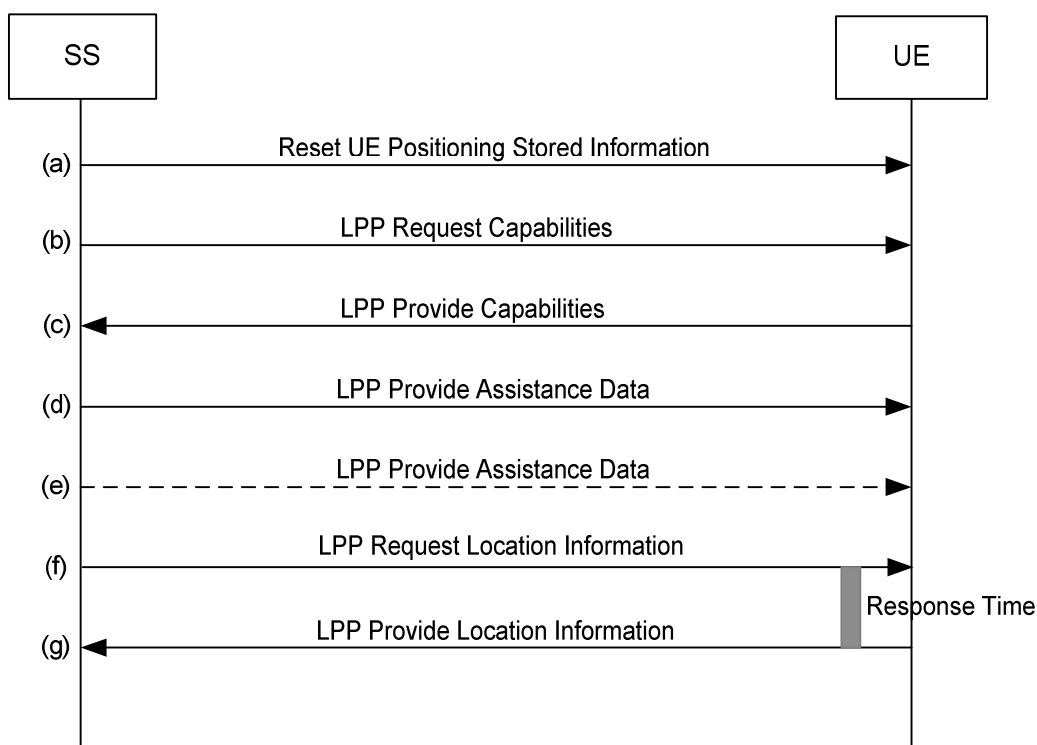 SS
UE
Reset UE Positioning Stored Information
(a)
LPP Request Capabilities
(b)
LPP Provide Capabilities
(c)
LPP Provide Assistance Data
(d)
LPP Provide Assistance Data
(e)
LPP Request Location Information
(f)
Response Time
LPP Provide Location Information
(g)